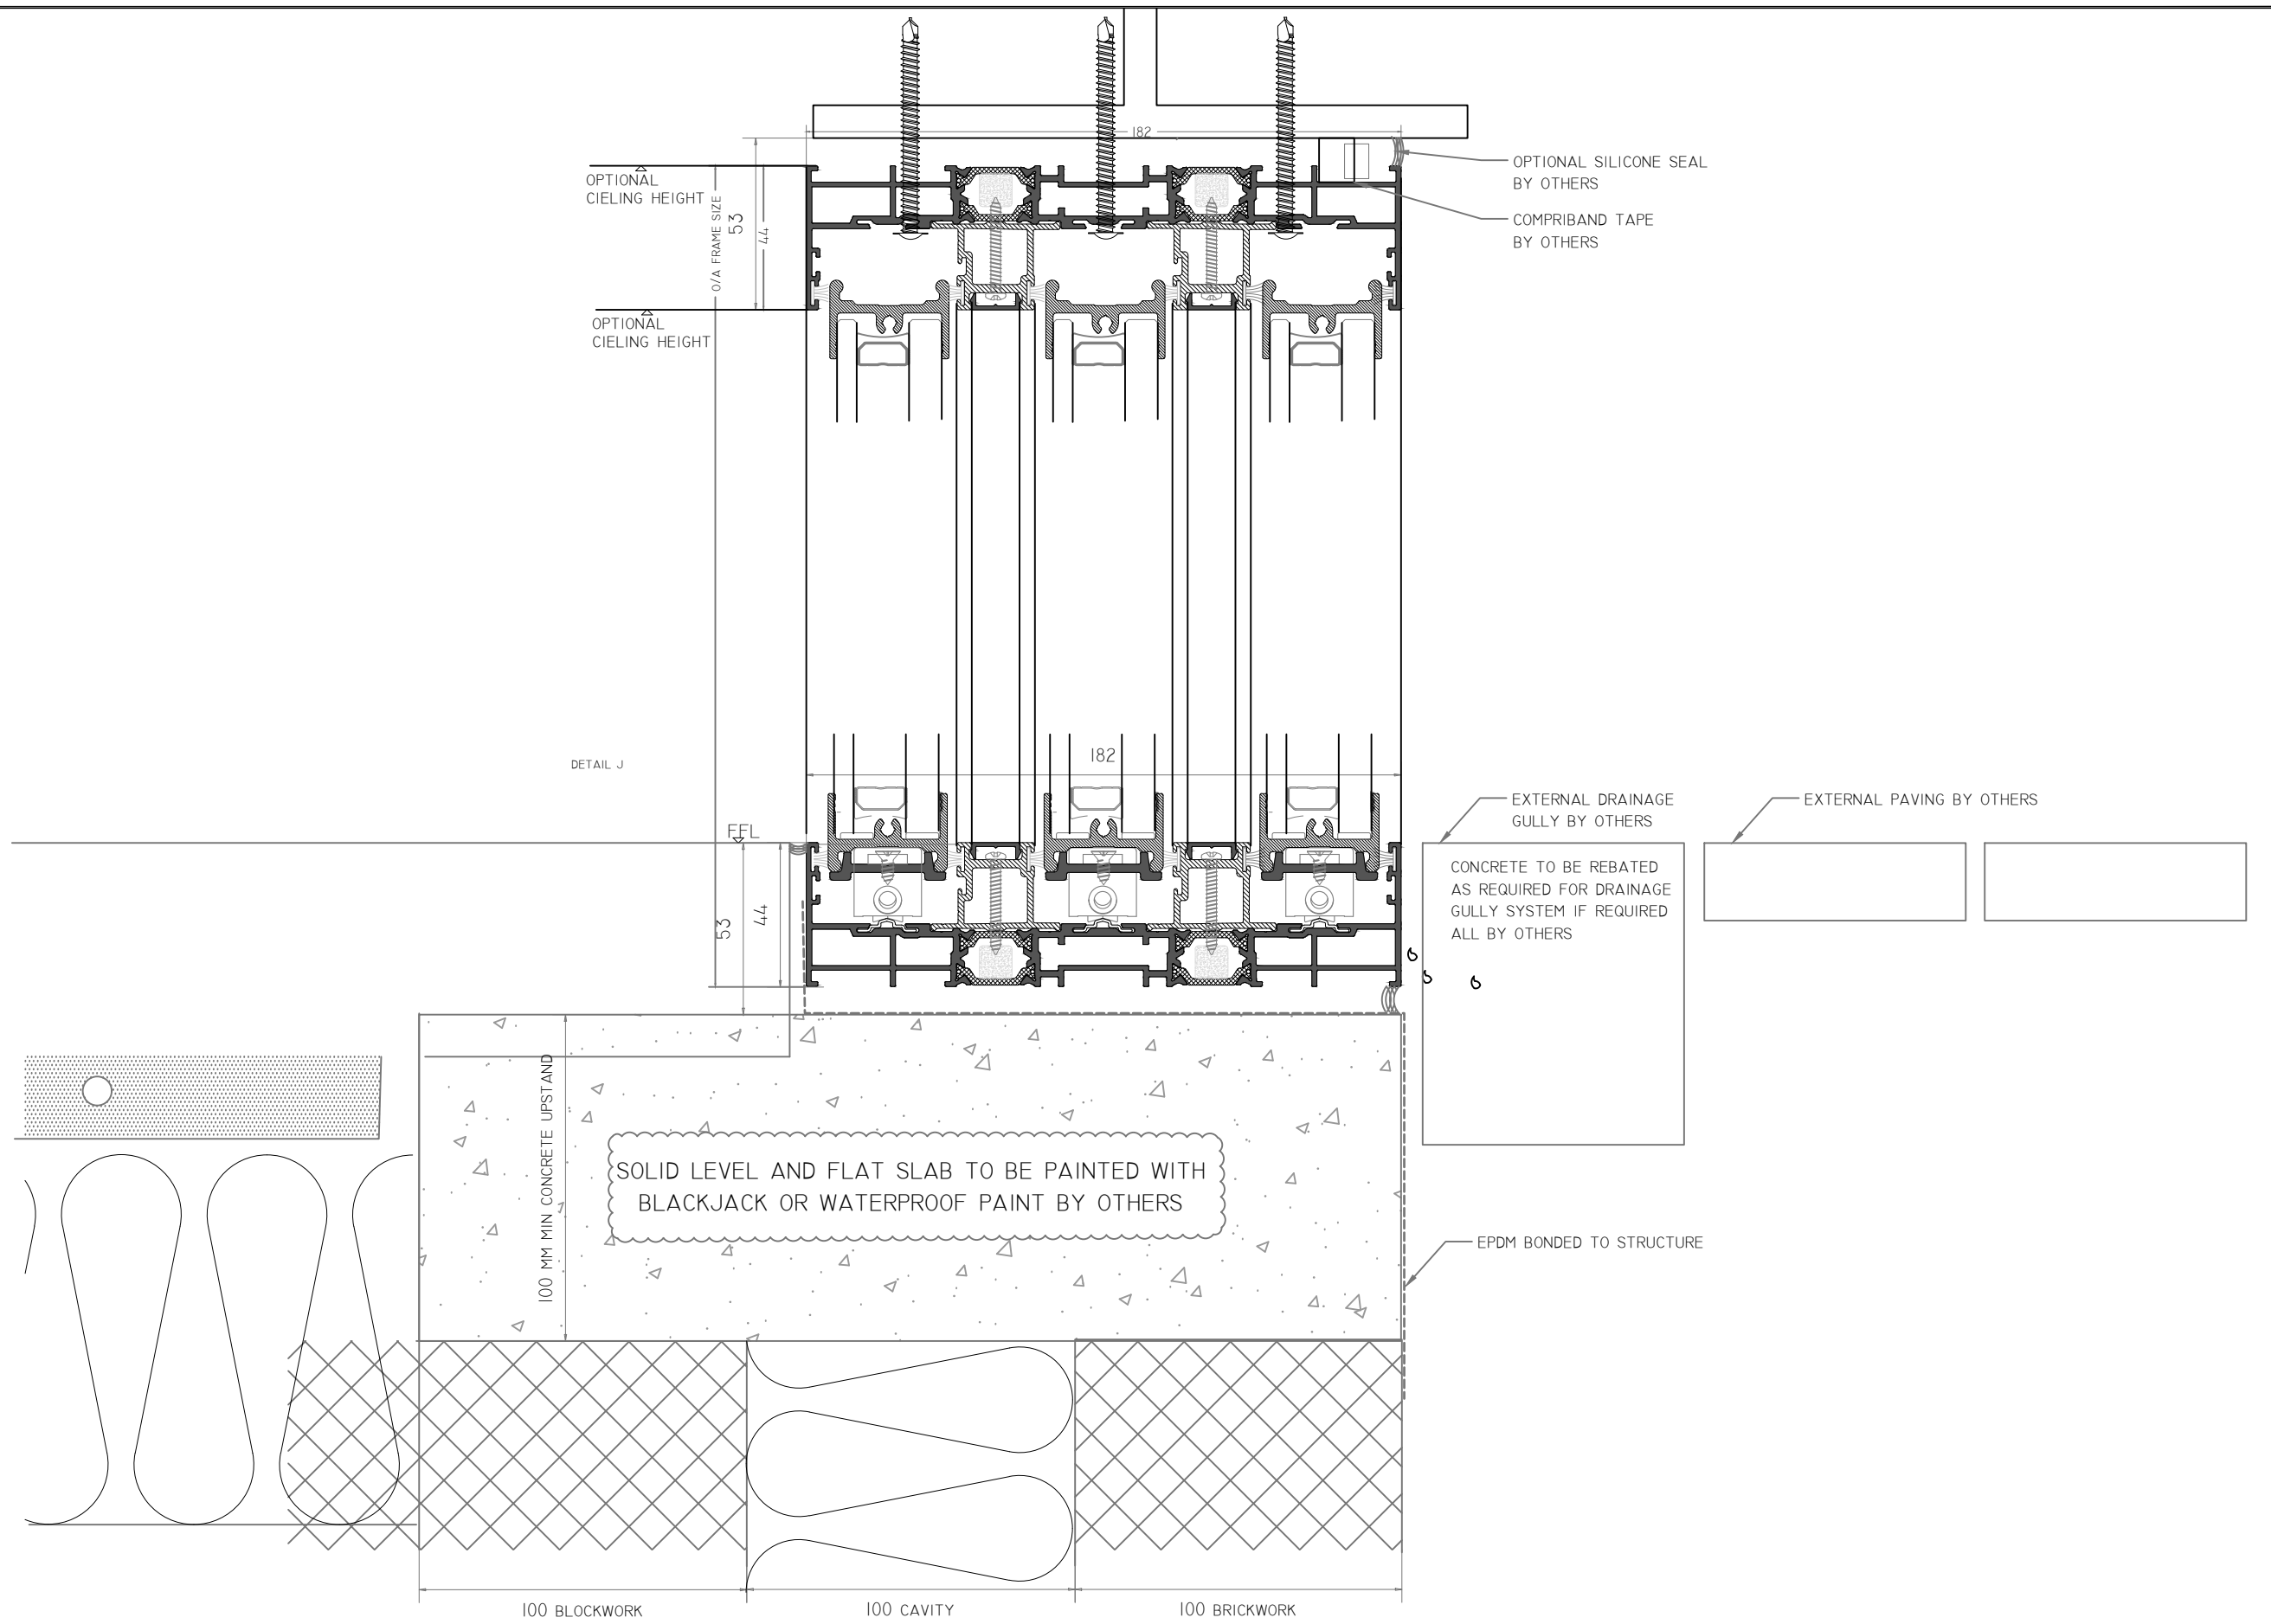 182
OPTIONAL SILICONE SEAL
BY OTHERS
OPTIONAL
CIELING HEIGHT
COMPRIBAND TAPE
BY OTHERS
O/A FRAME SIZE
53
44
OPTIONAL
CIELING HEIGHT
182
DETAIL J
EXTERNAL DRAINAGE
GULLY BY OTHERS
EXTERNAL PAVING BY OTHERS
FFL
CONCRETE TO BE REBATED
AS REQUIRED FOR DRAINAGE
GULLY SYSTEM IF REQUIRED
ALL BY OTHERS
53
44
100 MM MIN CONCRETE UPSTAND
SOLID LEVEL AND FLAT SLAB TO BE PAINTED WITH
BLACKJACK OR WATERPROOF PAINT BY OTHERS
EPDM BONDED TO STRUCTURE
100 BLOCKWORK
100 CAVITY
100 BRICKWORK